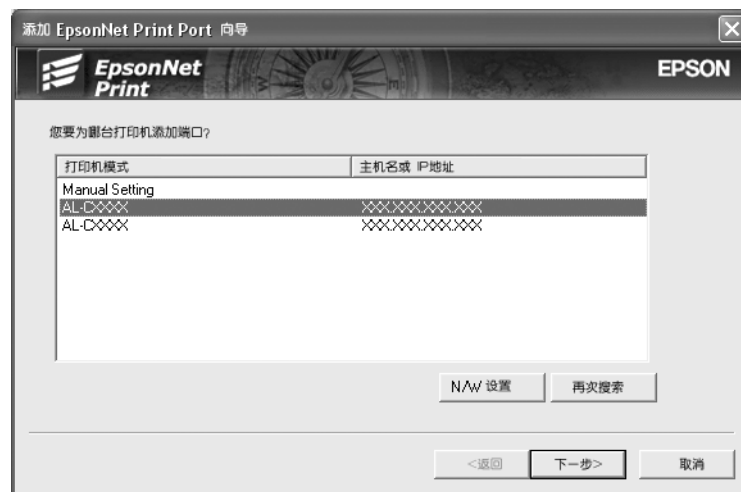 添加 EpsonNet Print Port 向导
EpsonNet
Print
EPSON
您要为哪台打印机添加端口?
打印机模式 主机名或 IP地址
Manual Setting
AL-CXXXX XXX.XXX.XXX.XXX
AL-CXXXX XXX.XXX.XXX.XXX
N/W 设置 再次搜索
<返回 下一步> 取消